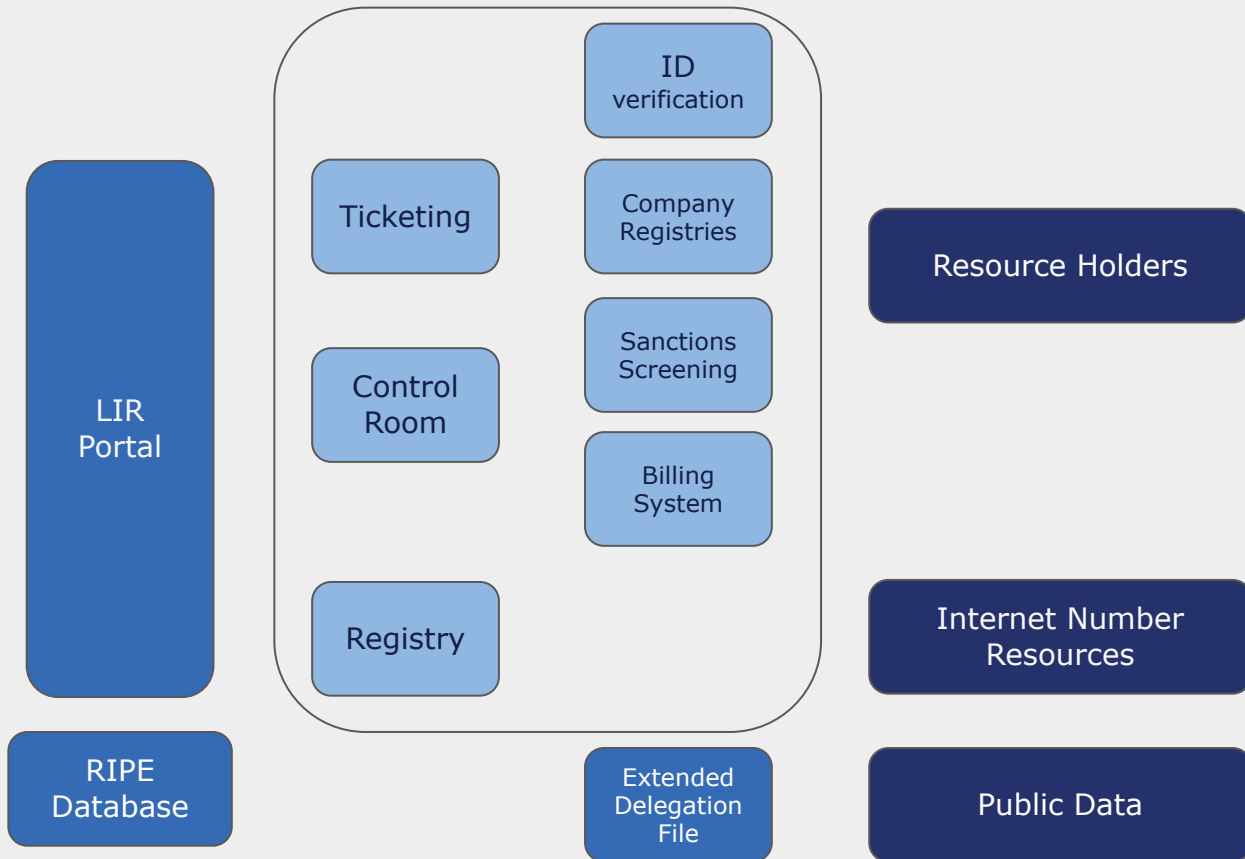 ID
verification
Ticketing
Company
Registries
Resource Holders
Sanctions
Screening
Control
Room
LIR
Portal
Billing
System
Registry
Internet Number
Resources
RIPE
Database
Extended
Delegation
File
Public Data